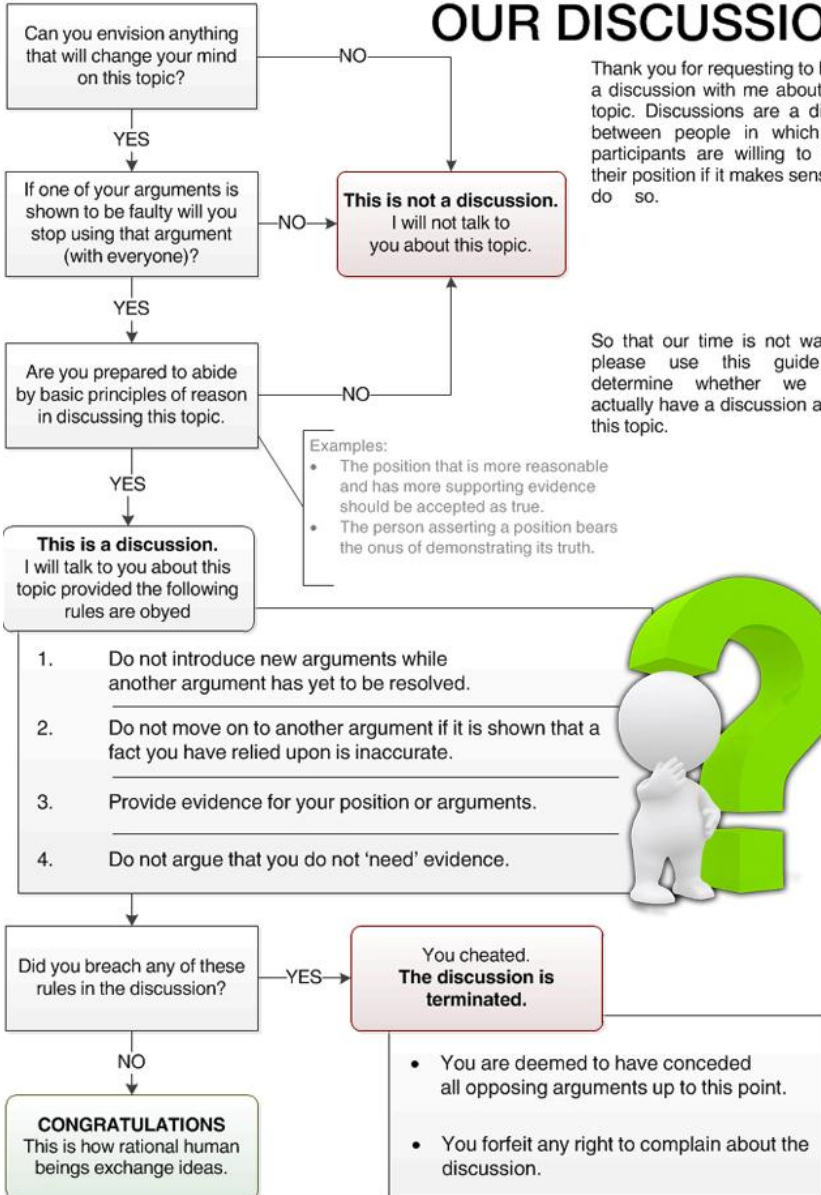 OUR DISCUSSIO
Thank you for requesting to
a discussion with me about
topic. Discussions are a di
between people in which
participants are willing to
their position if it makes sens
do so.
Can you envision anything
that will change your mind
on this topic?
NO
YES
If one of your arguments is
shown to be faulty will you
stop using that argument
(with everyone)?
NO
This is not a discussion.
I will not talk to
you about this topic.
YES
So that our time is not wa
please use this guide
determine whether we
actually have a discussion a
this topic.
Are you prepared to abide
by basic principles of reason
in discussing this topic.
NO
Examples:
• The position that is more reasonable
and has more supporting evidence
should be accepted as true.
• The person asserting a position bears
the onus of demonstrating its truth.
YES
This is a discussion.
I will talk to you about this
topic provided the following
rules are obyed
1. Do not introduce new arguments while
another argument has yet to be resolved.
2. Do not move on to another argument if it is shown that a
fact you have relied upon is inaccurate.
3. Provide evidence for your position or arguments.
4. Do not argue that you do not ‘need’ evidence.
Did you breach any of these
rules in the discussion?
YES
You cheated.
The discussion is
terminated.
NO
• You are deemed to have conceded
all opposing arguments up to this point.
• You forfeit any right to complain about the
discussion.
CONGRATULATIONS
This is how rational human
beings exchange ideas.